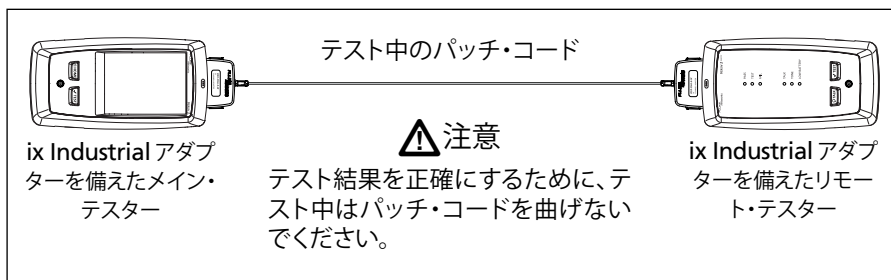 テスト中のパッチ・コード
ix Industrial アダプ
ターを備えたメイン・
テスター
注意
テスト結果を正確にするために、テ
スト中はパッチ・コードを曲げない
でください。
ix Industrial アダプ
ターを備えたリモー
ト・テスター